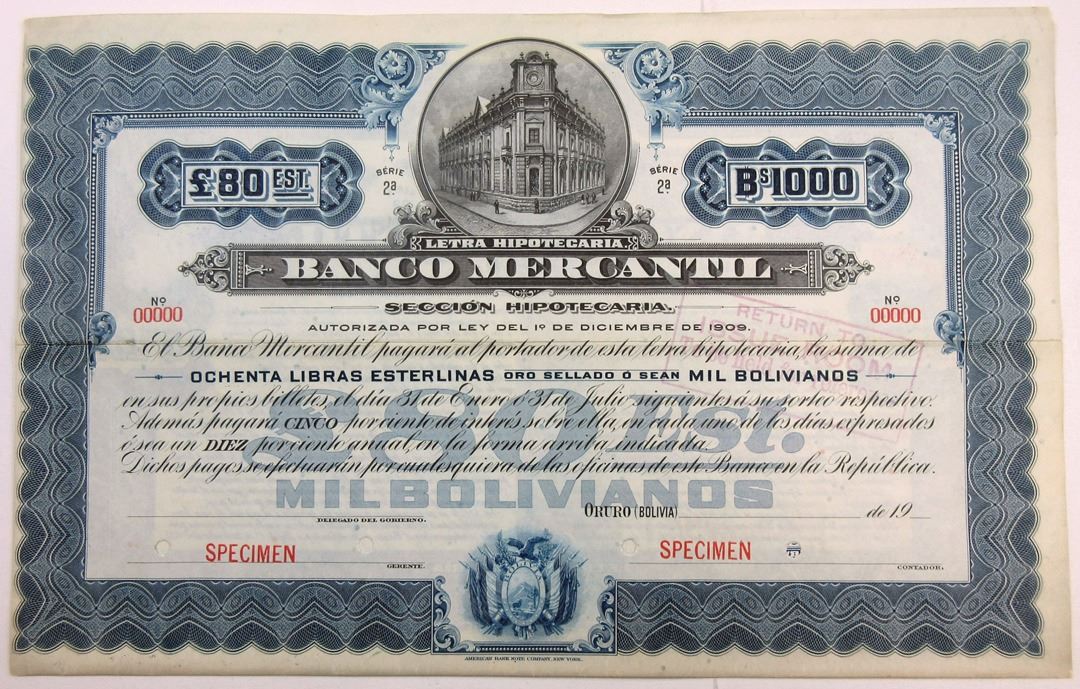 £80 EST.
SÉRIE
2ª
SÉRIE
2ª
Bs 1000
LETRA HIPOTECARIA.
BANCO MERCANTIL
SECCIÓN HIPOTECARIA.
Nº
00000
Nº
00000
AUTORIZADA POR LEY DEL 1º DE DICIEMBRE DE 1909.
RETURN TO
El Banco Mercantil pagará al portador de esta letra hipotecaria, la suma de
OCHENTA LIBRAS ESTERLINAS ORO SELLADO Ó SEAN MIL BOLIVIANOS
en sus propios billetes, el día 31 de Enero o 31 de Julio siguientes á su sorteo respectivo.
Además pagará CINCO por ciento de interés sobre ella, en cada uno de los días expresados
ó sea un DIEZ por ciento anual, en la forma arriba indicada.
Dichos pagos se efectuarán por cualesquiera de las oficinas de este Banco en la República.
£80 Est.
MIL BOLIVIANOS
ORURO (BOLIVIA) de 19
DELEGADO DEL GOBIERNO.
SPECIMEN
SPECIMEN
GERENTE.
CONTADOR.
BOLIVIA
AMERICAN BANK NOTE COMPANY, NEW YORK.